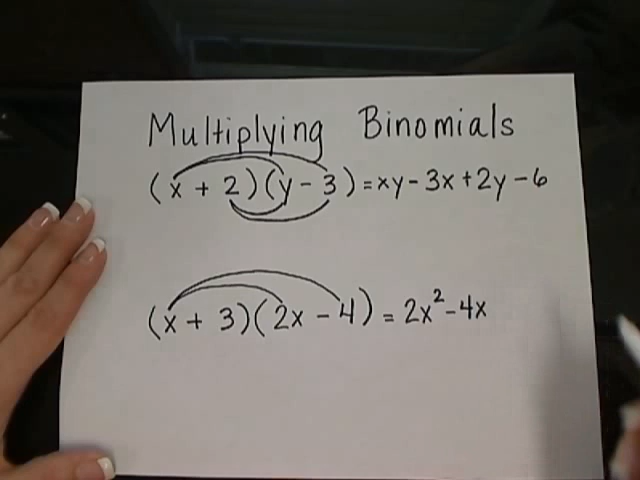 Multiplying Binomials
(x + 2)(y - 3) = xy - 3x + 2y - 6
(x + 3)(2x - 4) = 2x² - 4x